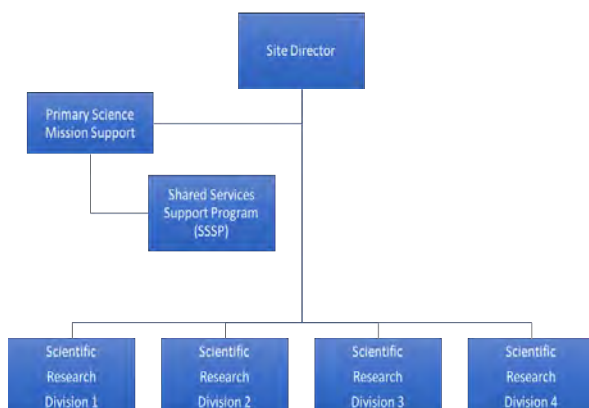 Site Director
Primary Science
Mission Support
Shared Services
Support Program
(SSSP)
Scientific
Research
Division 1
Scientific
Research
Division 2
Scientific
Research
Division 3
Scientific
Research
Division 4